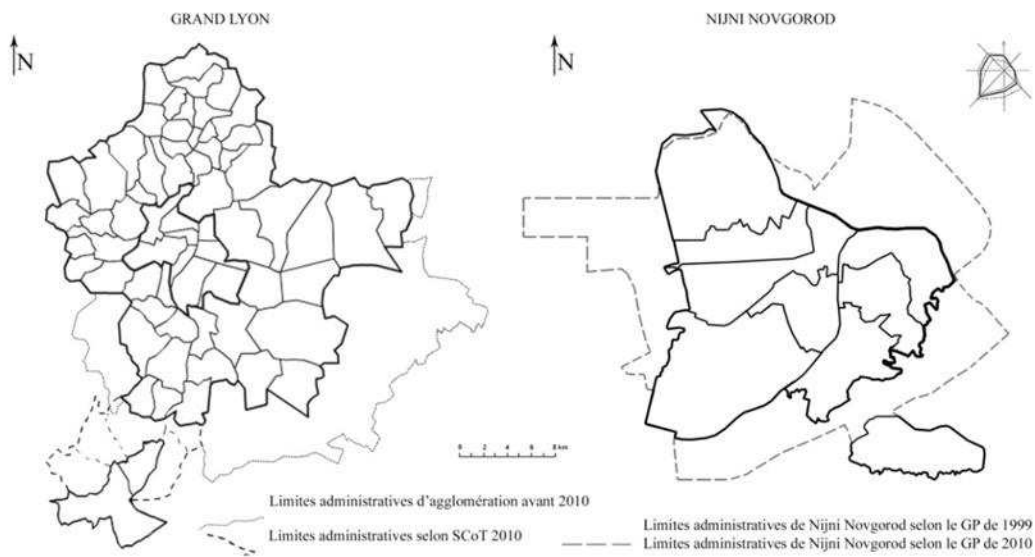 GRAND LYON
NIJNI NOVGOROD
N
N
0 2 4 6 8 km
Limites administratives d'agglomération avant 2010
Limites administratives selon SCoT 2010
Limites administratives de Nijni Novgorod selon le GP de 1999
Limites administratives de Nijni Novgorod selon le GP de 2010